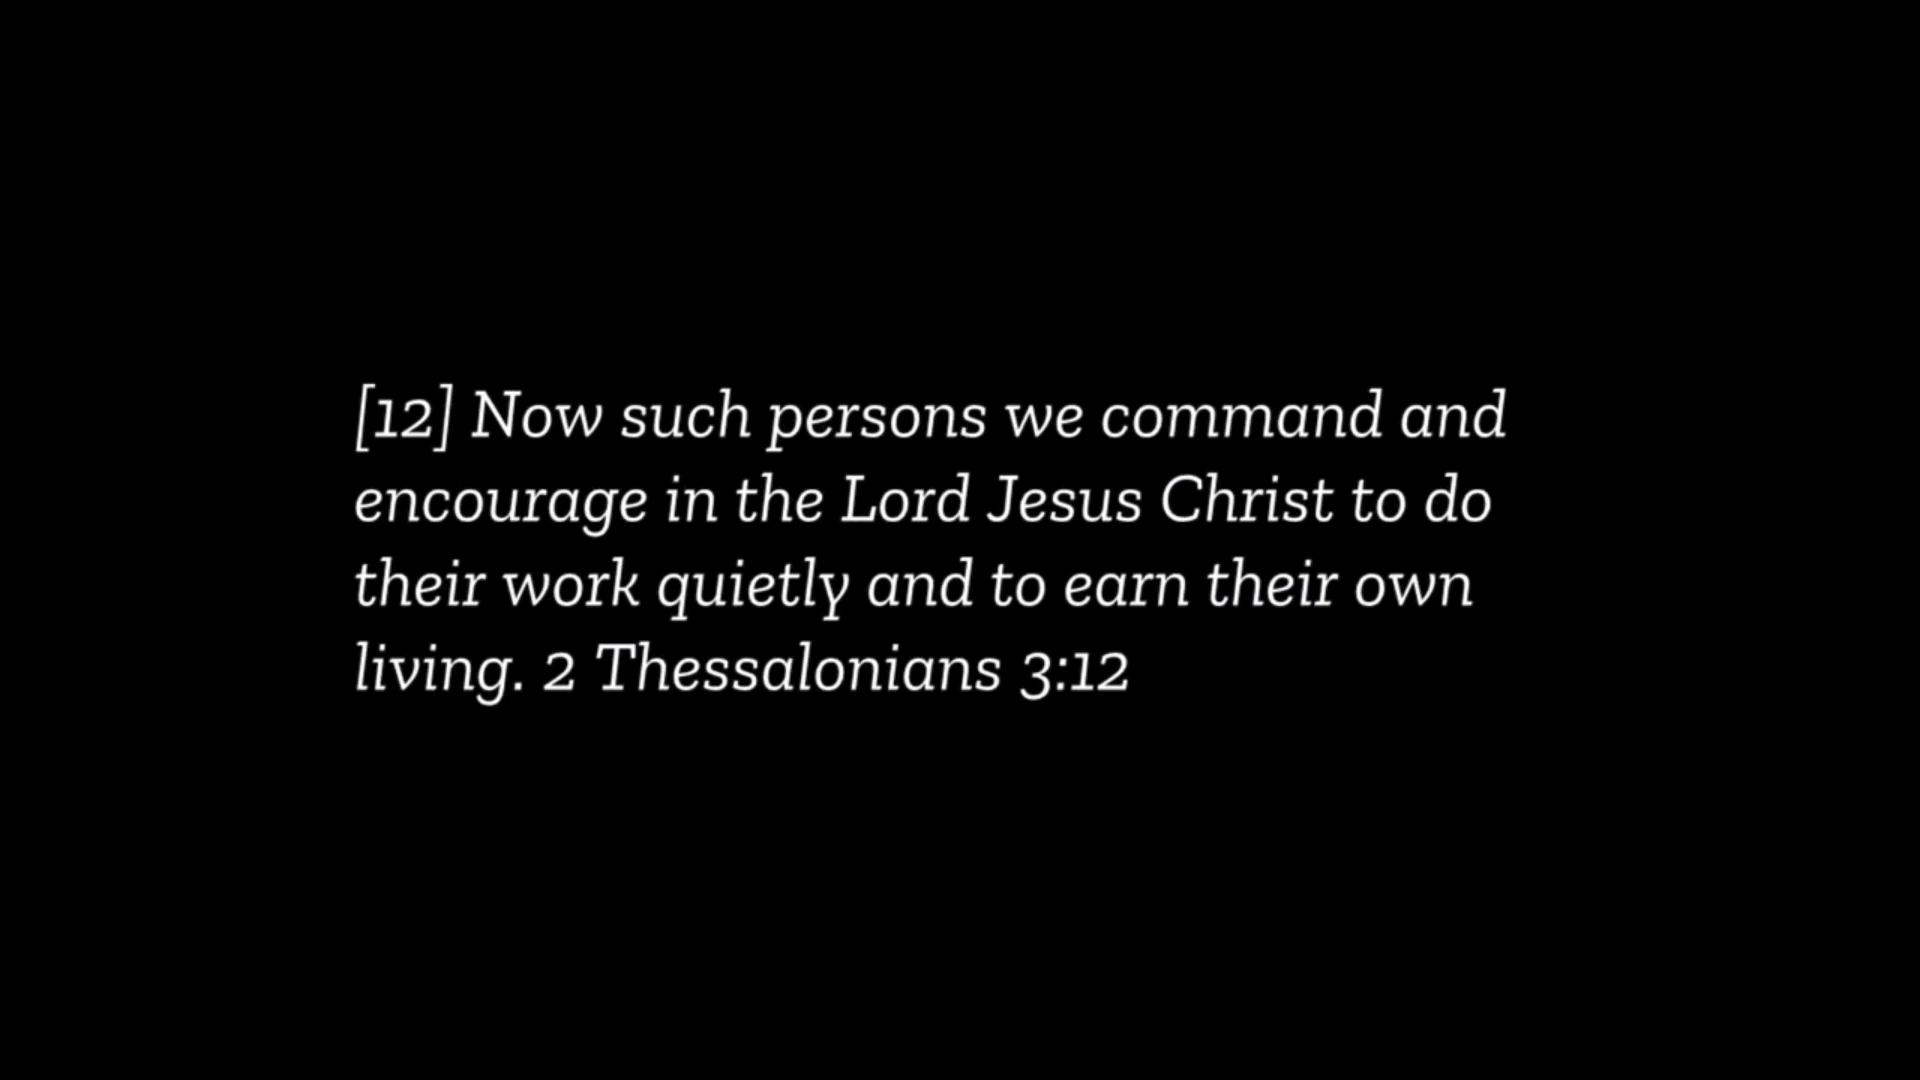 [12] Now such persons we command and
encourage in the Lord Jesus Christ to do
their work quietly and to earn their own
living. 2 Thessalonians 3:12